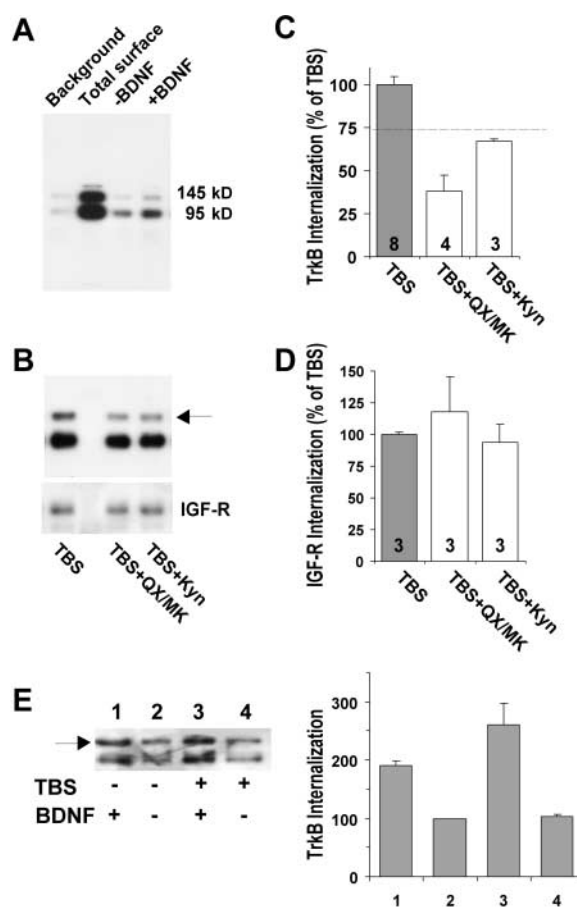 A
Background
Total surface
-BDNF
+BDNF
145 kD
95 kD
B
IGF-R
TBS
TBS+QX/MK
TBS+Kyn
C
TrkB Internalization (% of TBS)
100
75
50
25
0
8
4
3
TBS
TBS+QX/MK
TBS+Kyn
D
IGF-R Internalization (% of TBS)
150
125
100
75
50
25
0
3
3
3
TBS
TBS+QX/MK
TBS+Kyn
E
1 2 3 4
TBS - - + +
BDNF + - + -
TrkB Internalization
300
200
100
0
1 2 3 4